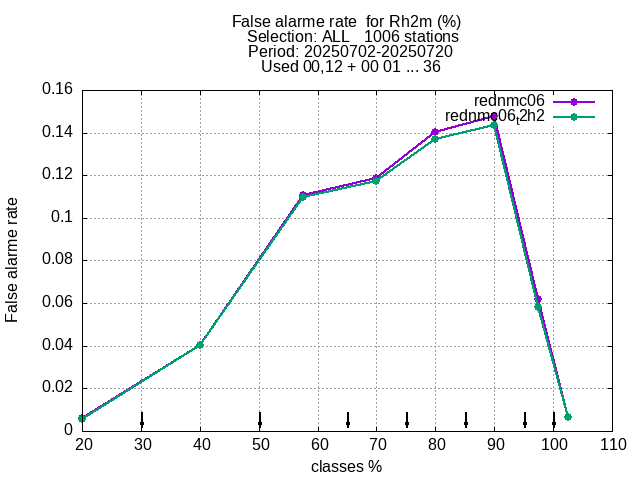 False alarme rate  for Rh2m (%)
Selection: ALL   1006 stations
Period: 20250702-20250720
Used 00,12 + 00 01 ... 36
0.16
rednmc06
rednmc06_t2h2
0.14
0.12
0.1
0.08
0.06
0.04
0.02
0
False alarme rate
20 30 40 50 60 70 80 90 100 110
classes %